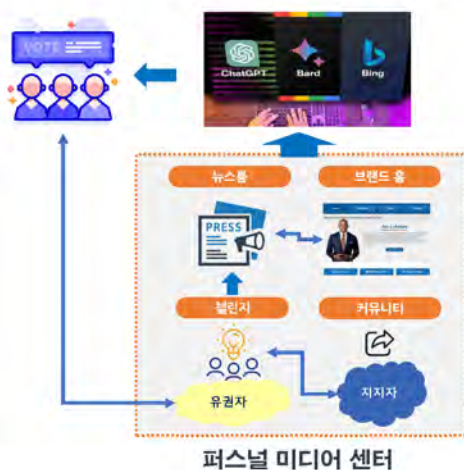 VOTE
ChatGPT
Bard
Bing
뉴스룸
브랜드 홈
PRESS
챌린지
커뮤니티
유권자
지지자
퍼스널 미디어 센터